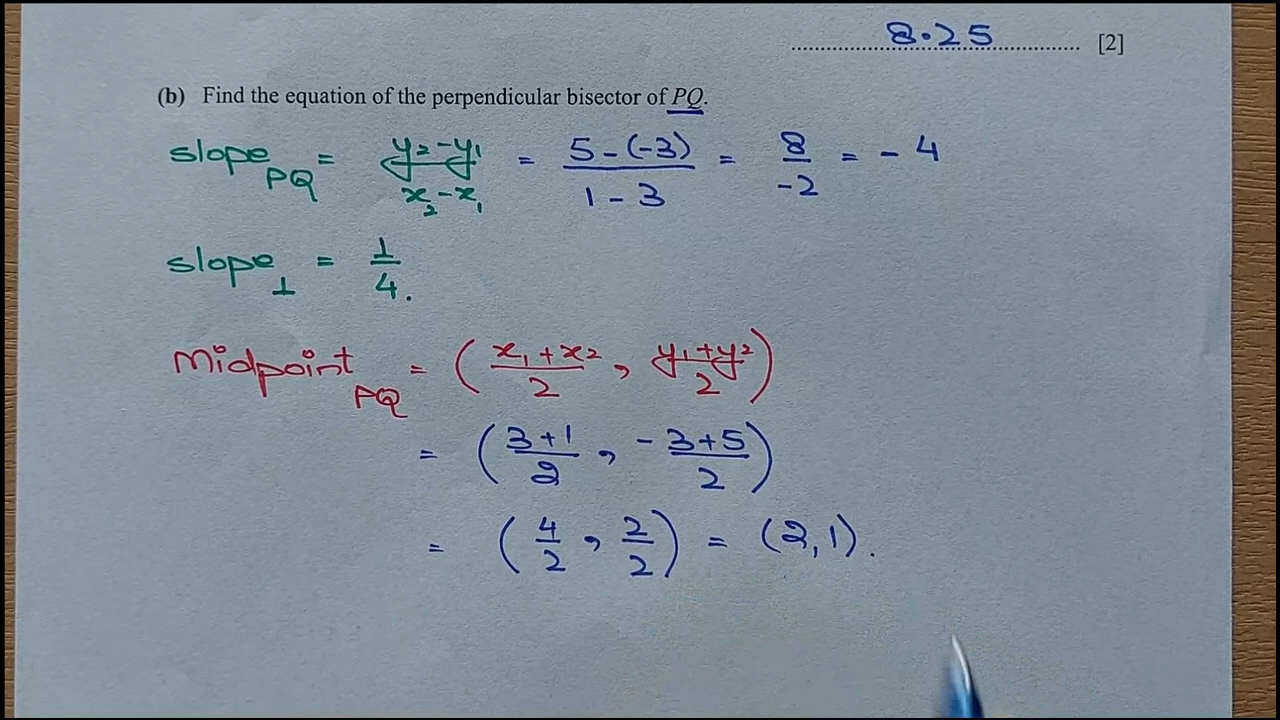 8.25 [2]
(b) Find the equation of the perpendicular bisector of PQ.
slope PQ = y2-y1 / x2-x1 = 5-(-3) / 1-3 = 8 / -2 = -4
slope⊥ = 1/4.
Midpoint PQ = (x1+x2 / 2, y1+y2 / 2)
= (3+1 / 2, -3+5 / 2)
= (4/2, 2/2) = (2,1).